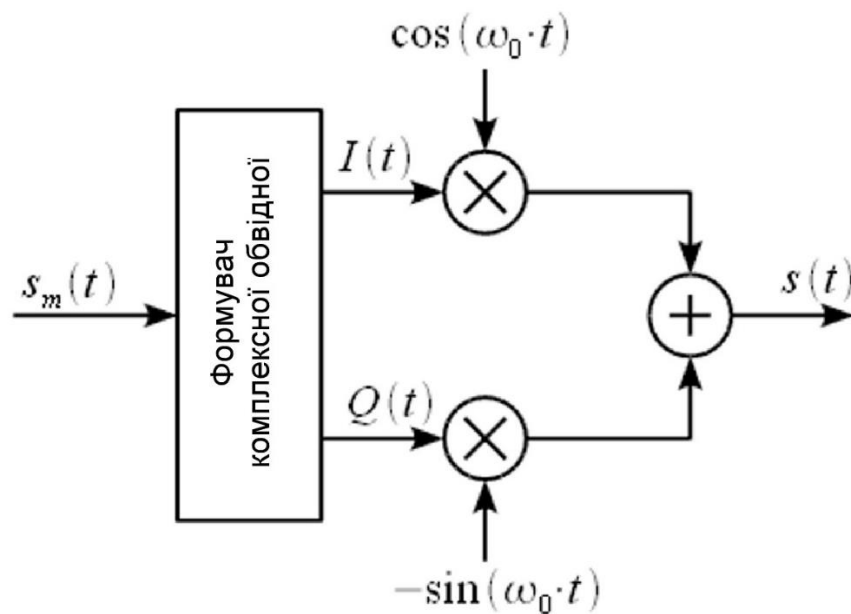 cos(ω₀·t)
I(t)
s_m(t)
Формувач
комплексної обвідної
s(t)
Q(t)
−sin(ω₀·t)